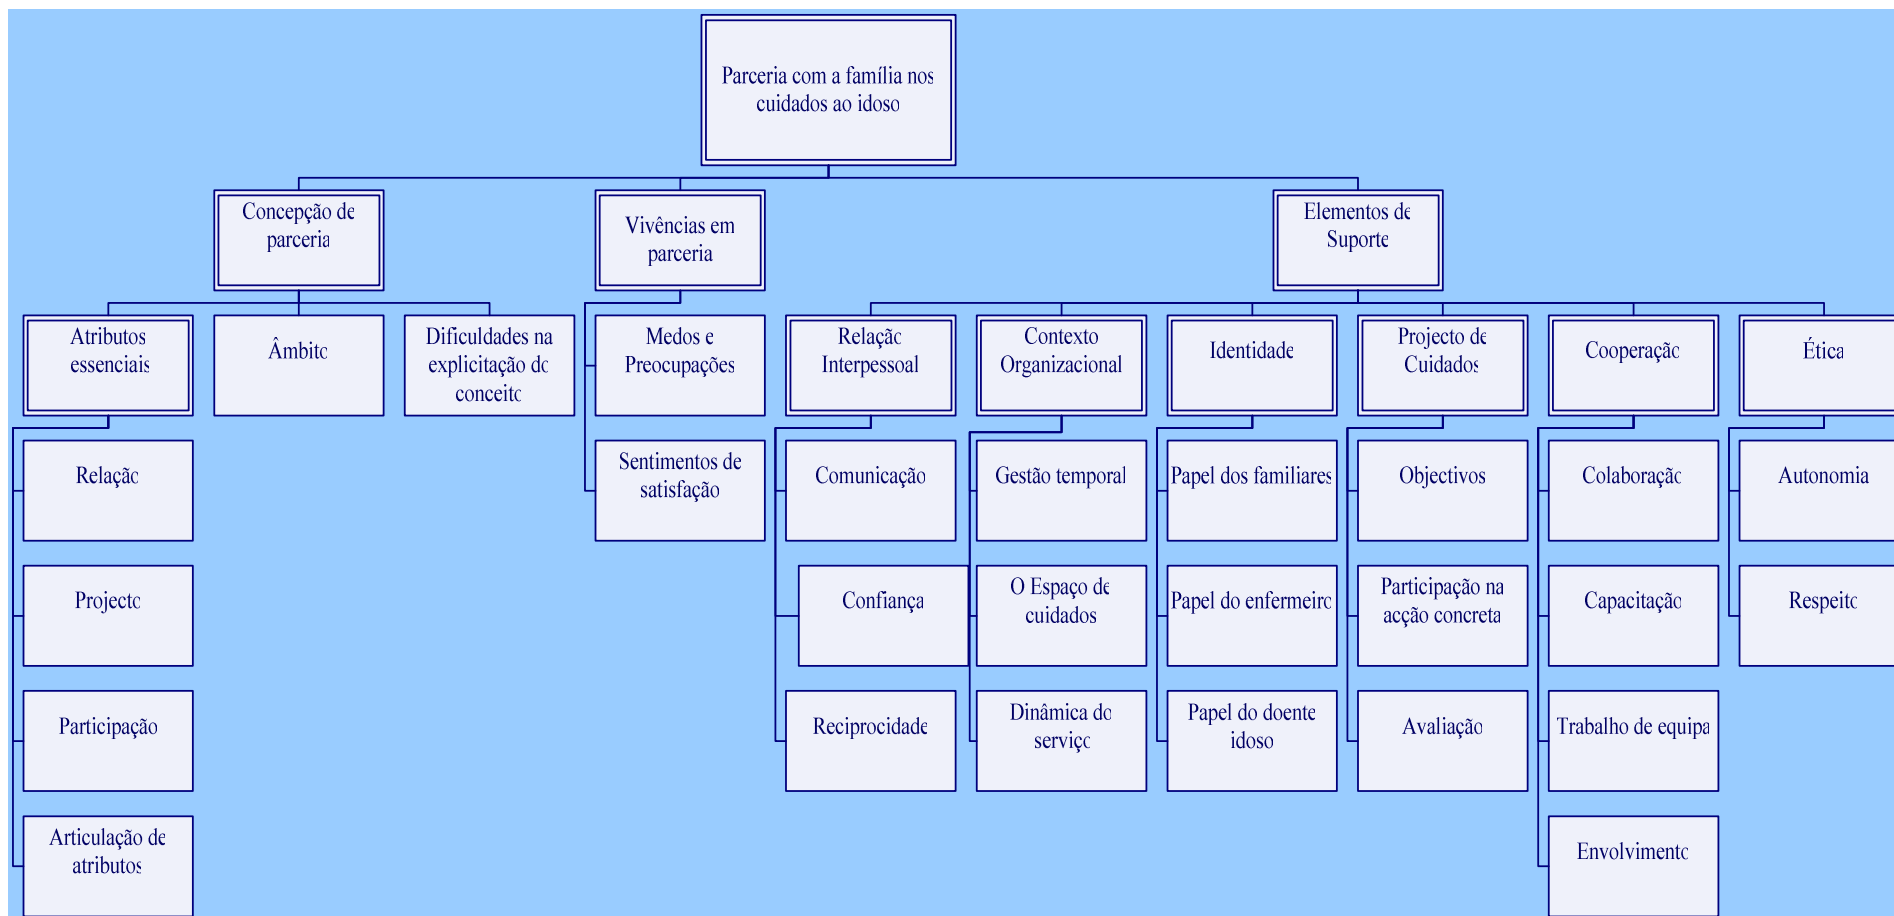 Parceria com a família nos
cuidados ao idoso
Concepção de
parceria
Vivências em
parceria
Elementos de
Suporte
Atributos
essenciais
Âmbito
Dificuldades na
explicitação do
conceito
Medos e
Preocupações
Relação
Interpessoal
Contexto
Organizacional
Identidade
Projecto de
Cuidados
Cooperação
Ética
Relação
Sentimentos de
satisfação
Comunicação
Gestão temporal
Papel dos familiares
Objectivos
Colaboração
Autonomia
Projecto
Confiança
O Espaço de
cuidados
Papel do enfermeiro
Participação na
acção concreta
Capacitação
Respeito
Participação
Reciprocidade
Dinâmica do
serviço
Papel do doente
idoso
Avaliação
Trabalho de equipa
Articulação de
atributos
Envolvimento